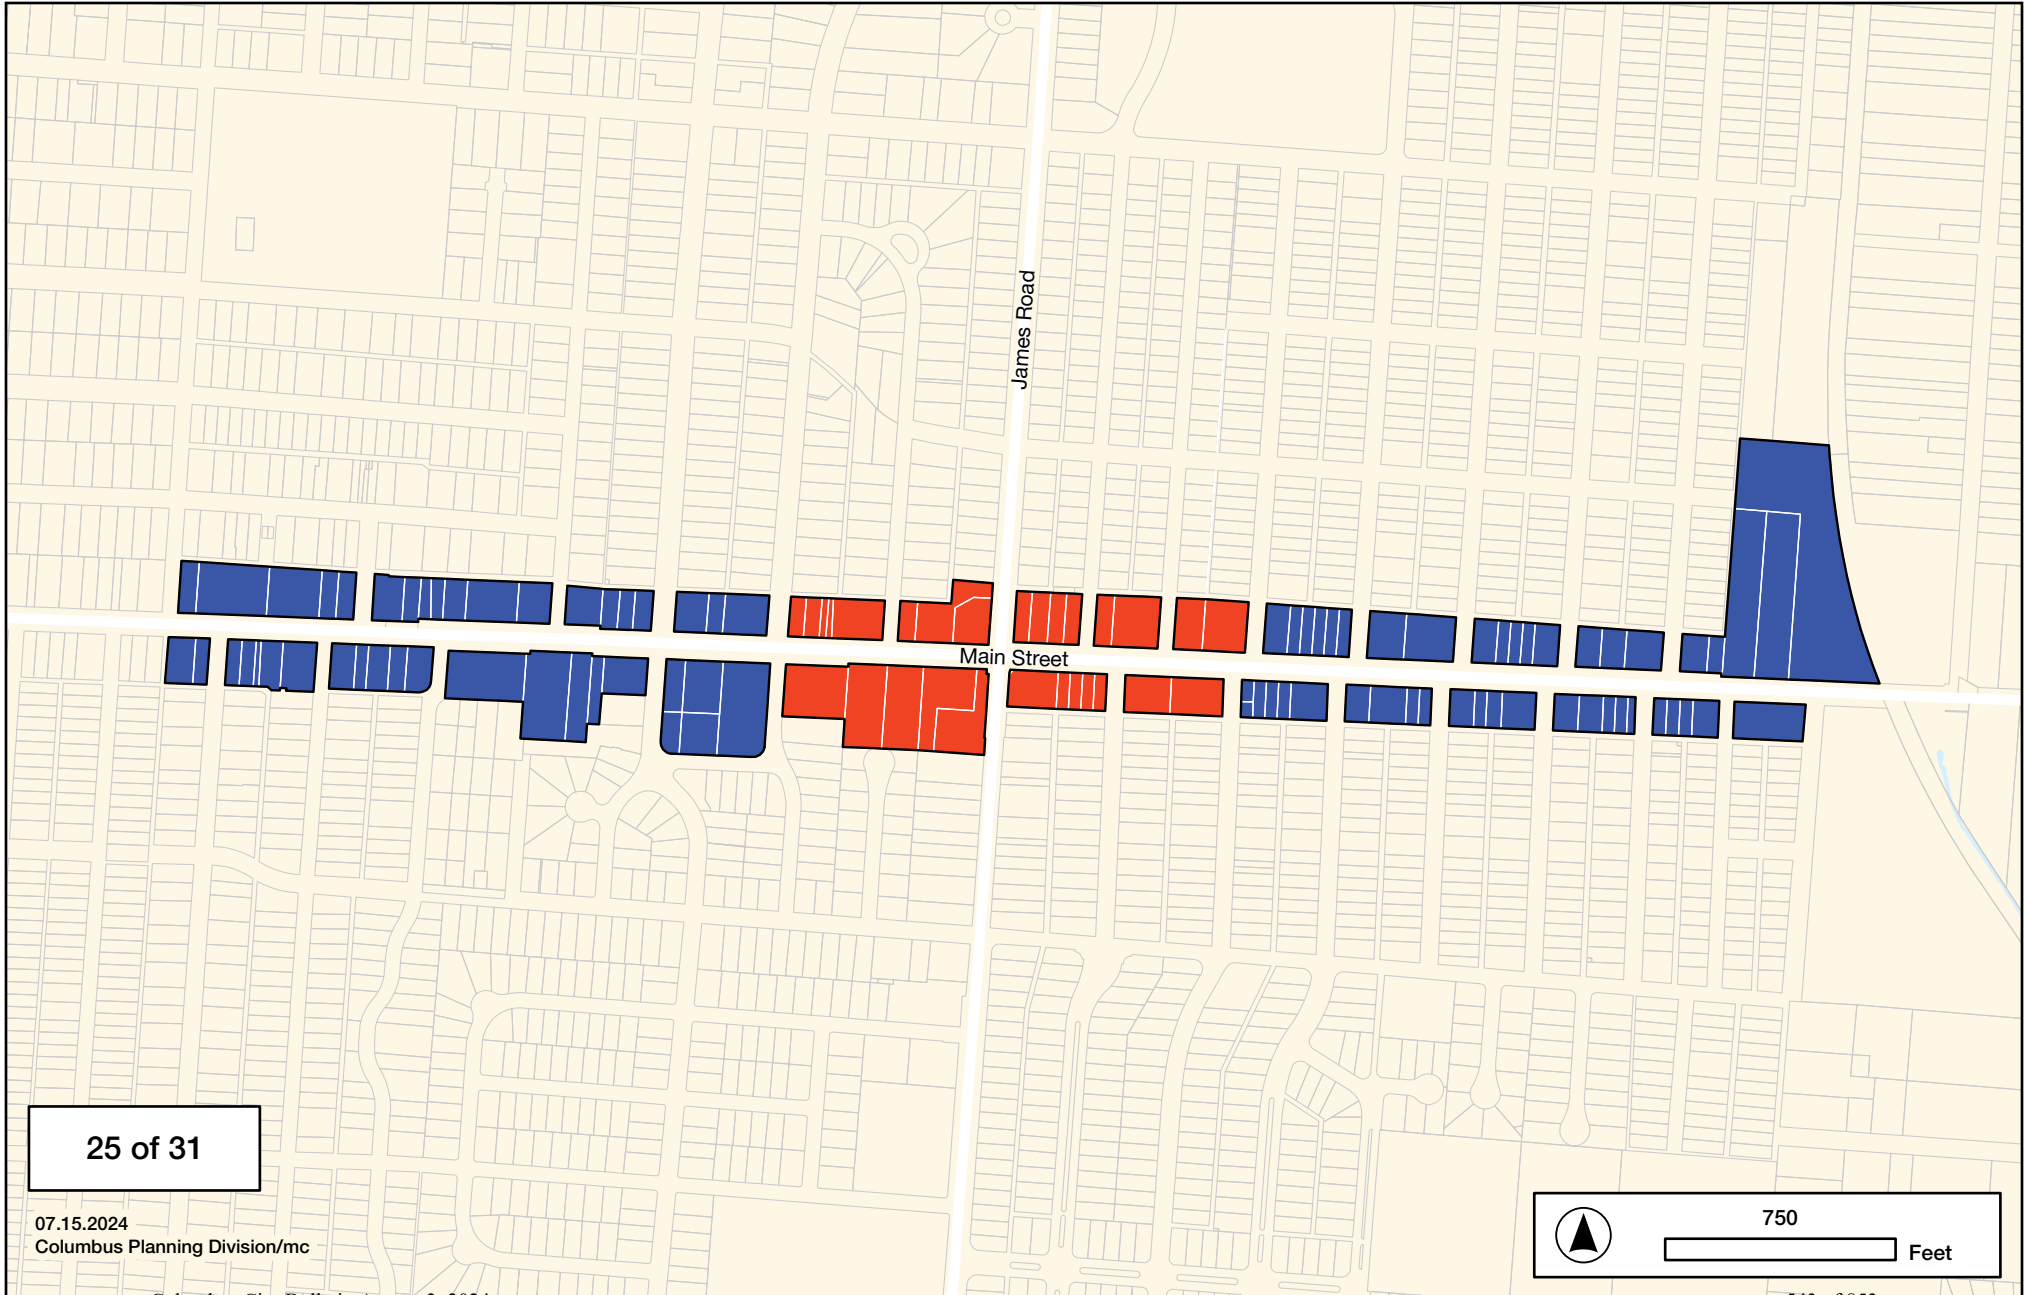 James Road
Main Street
25 of 31
07.15.2024
Columbus Planning Division/mc
750
Feet